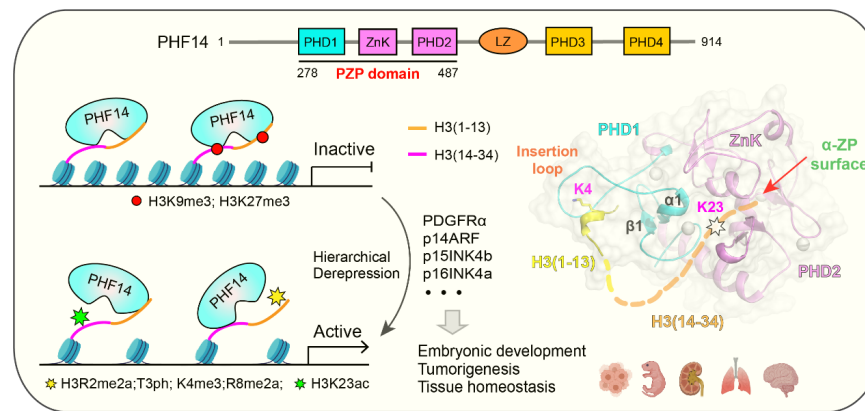 PHF14 1 PHD1 ZnK PHD2 LZ PHD3 PHD4 914
278 PZP domain 487
PHF14 PHF14
Inactive
H3K9me3; H3K27me3
H3(1-13)
H3(14-34)
Hierarchical
Derepression
PDGFRα
p14ARF
p15INK4b
p16INK4a
• • •
PHF14 PHF14
Active
H3R2me2a;T3ph; K4me3;R8me2a; H3K23ac
Embryonic development
Tumorigenesis
Tissue homeostasis
PHD1
ZnK
α-ZP
surface
Insertion
loop
K4
α1
K23
β1
H3(1-13)
PHD2
H3(14-34)